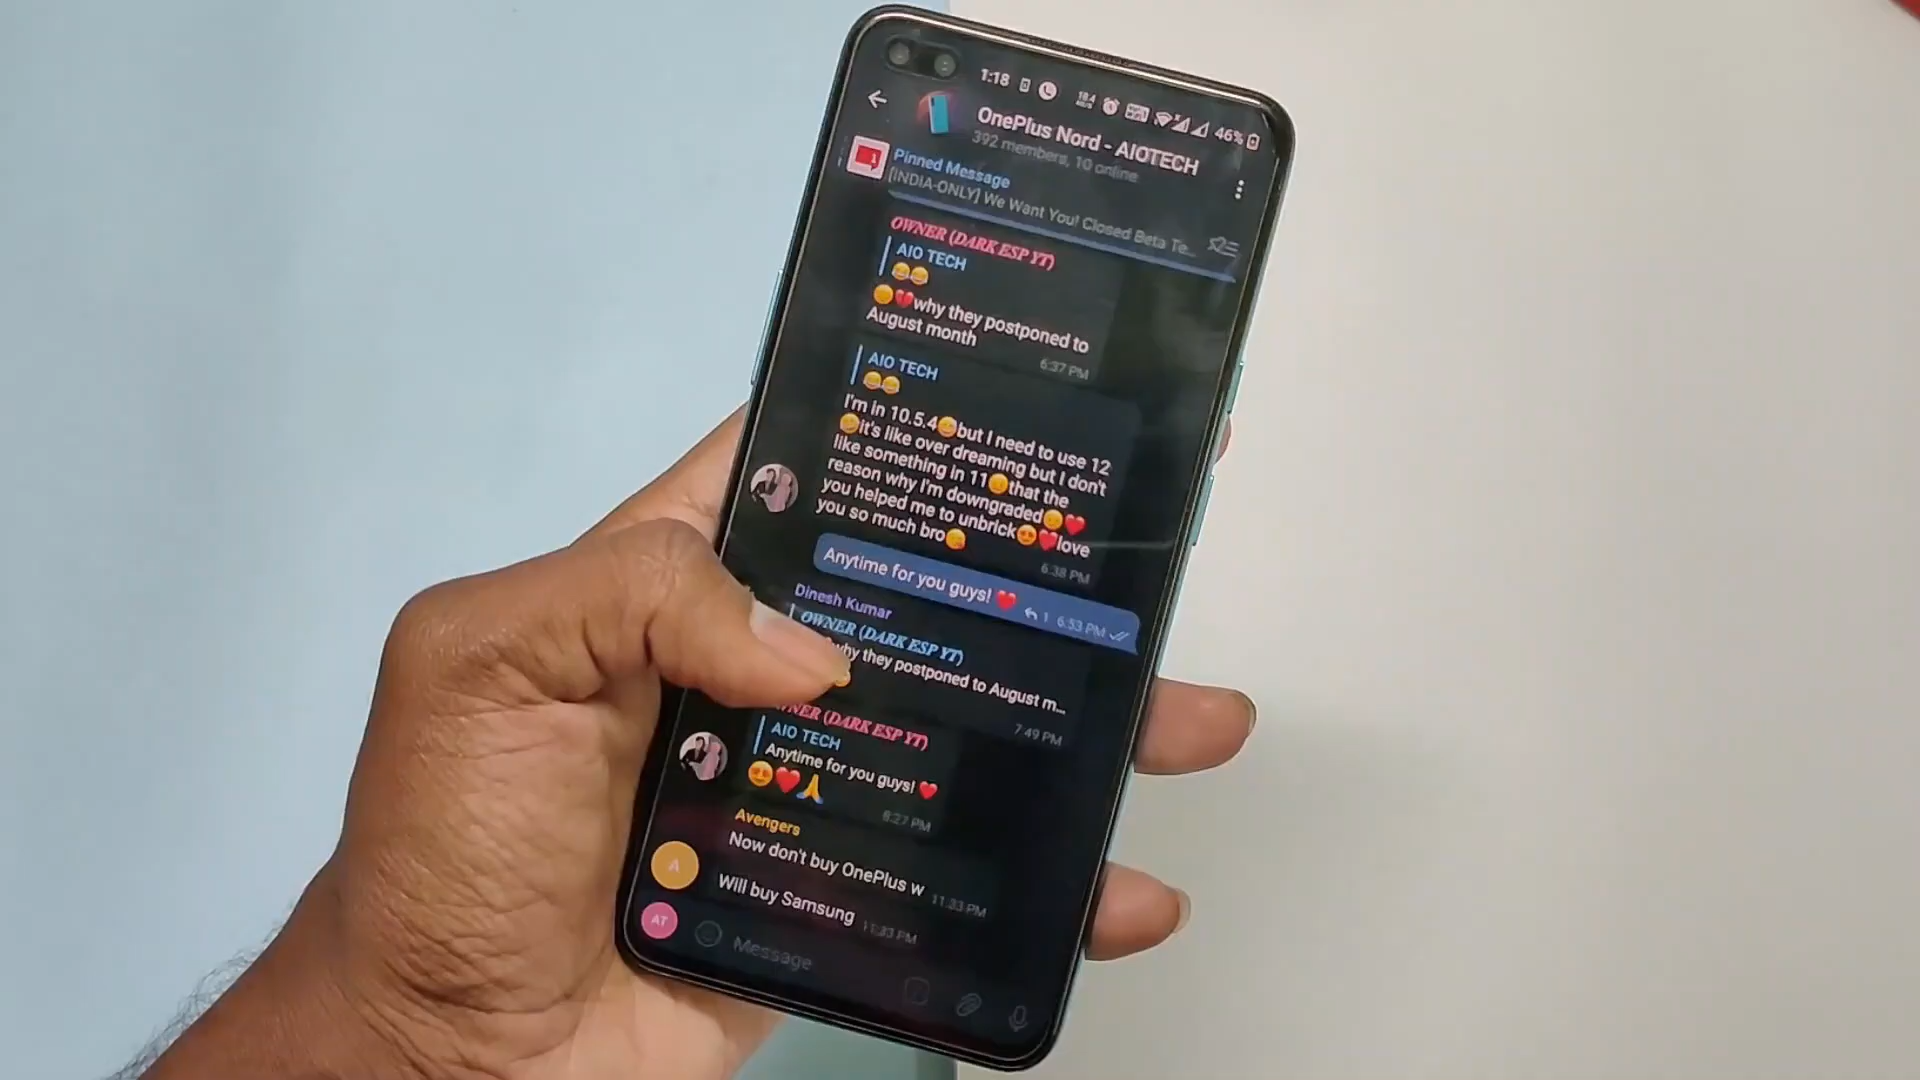 1:18
46%
OnePlus Nord - AIOTECH
392 members, 10 online
Pinned Message
[INDIA-ONLY] We Want You! Closed Beta Te...
OWNER (DARK ESP YT)
AIO TECH
😂😂
why they postponed to
August month
6:37 PM
AIO TECH
😂😂
I'm in 10.5.4 but I need to use 12
it's like over dreaming but I don't
like something in 11 that the
reason why I'm downgraded
you helped me to unbrick😍❤️love
you so much bro
6:38 PM
Anytime for you guys! ❤️
1 6:53 PM
Dinesh Kumar
OWNER (DARK ESP YT)
why they postponed to August m...
7:49 PM
OWNER (DARK ESP YT)
AIO TECH
Anytime for you guys! ❤️
😍❤️🙏
8:27 PM
Avengers
Now don't buy OnePlus w
11:33 PM
A
Will buy Samsung
11:33 PM
AT
Message